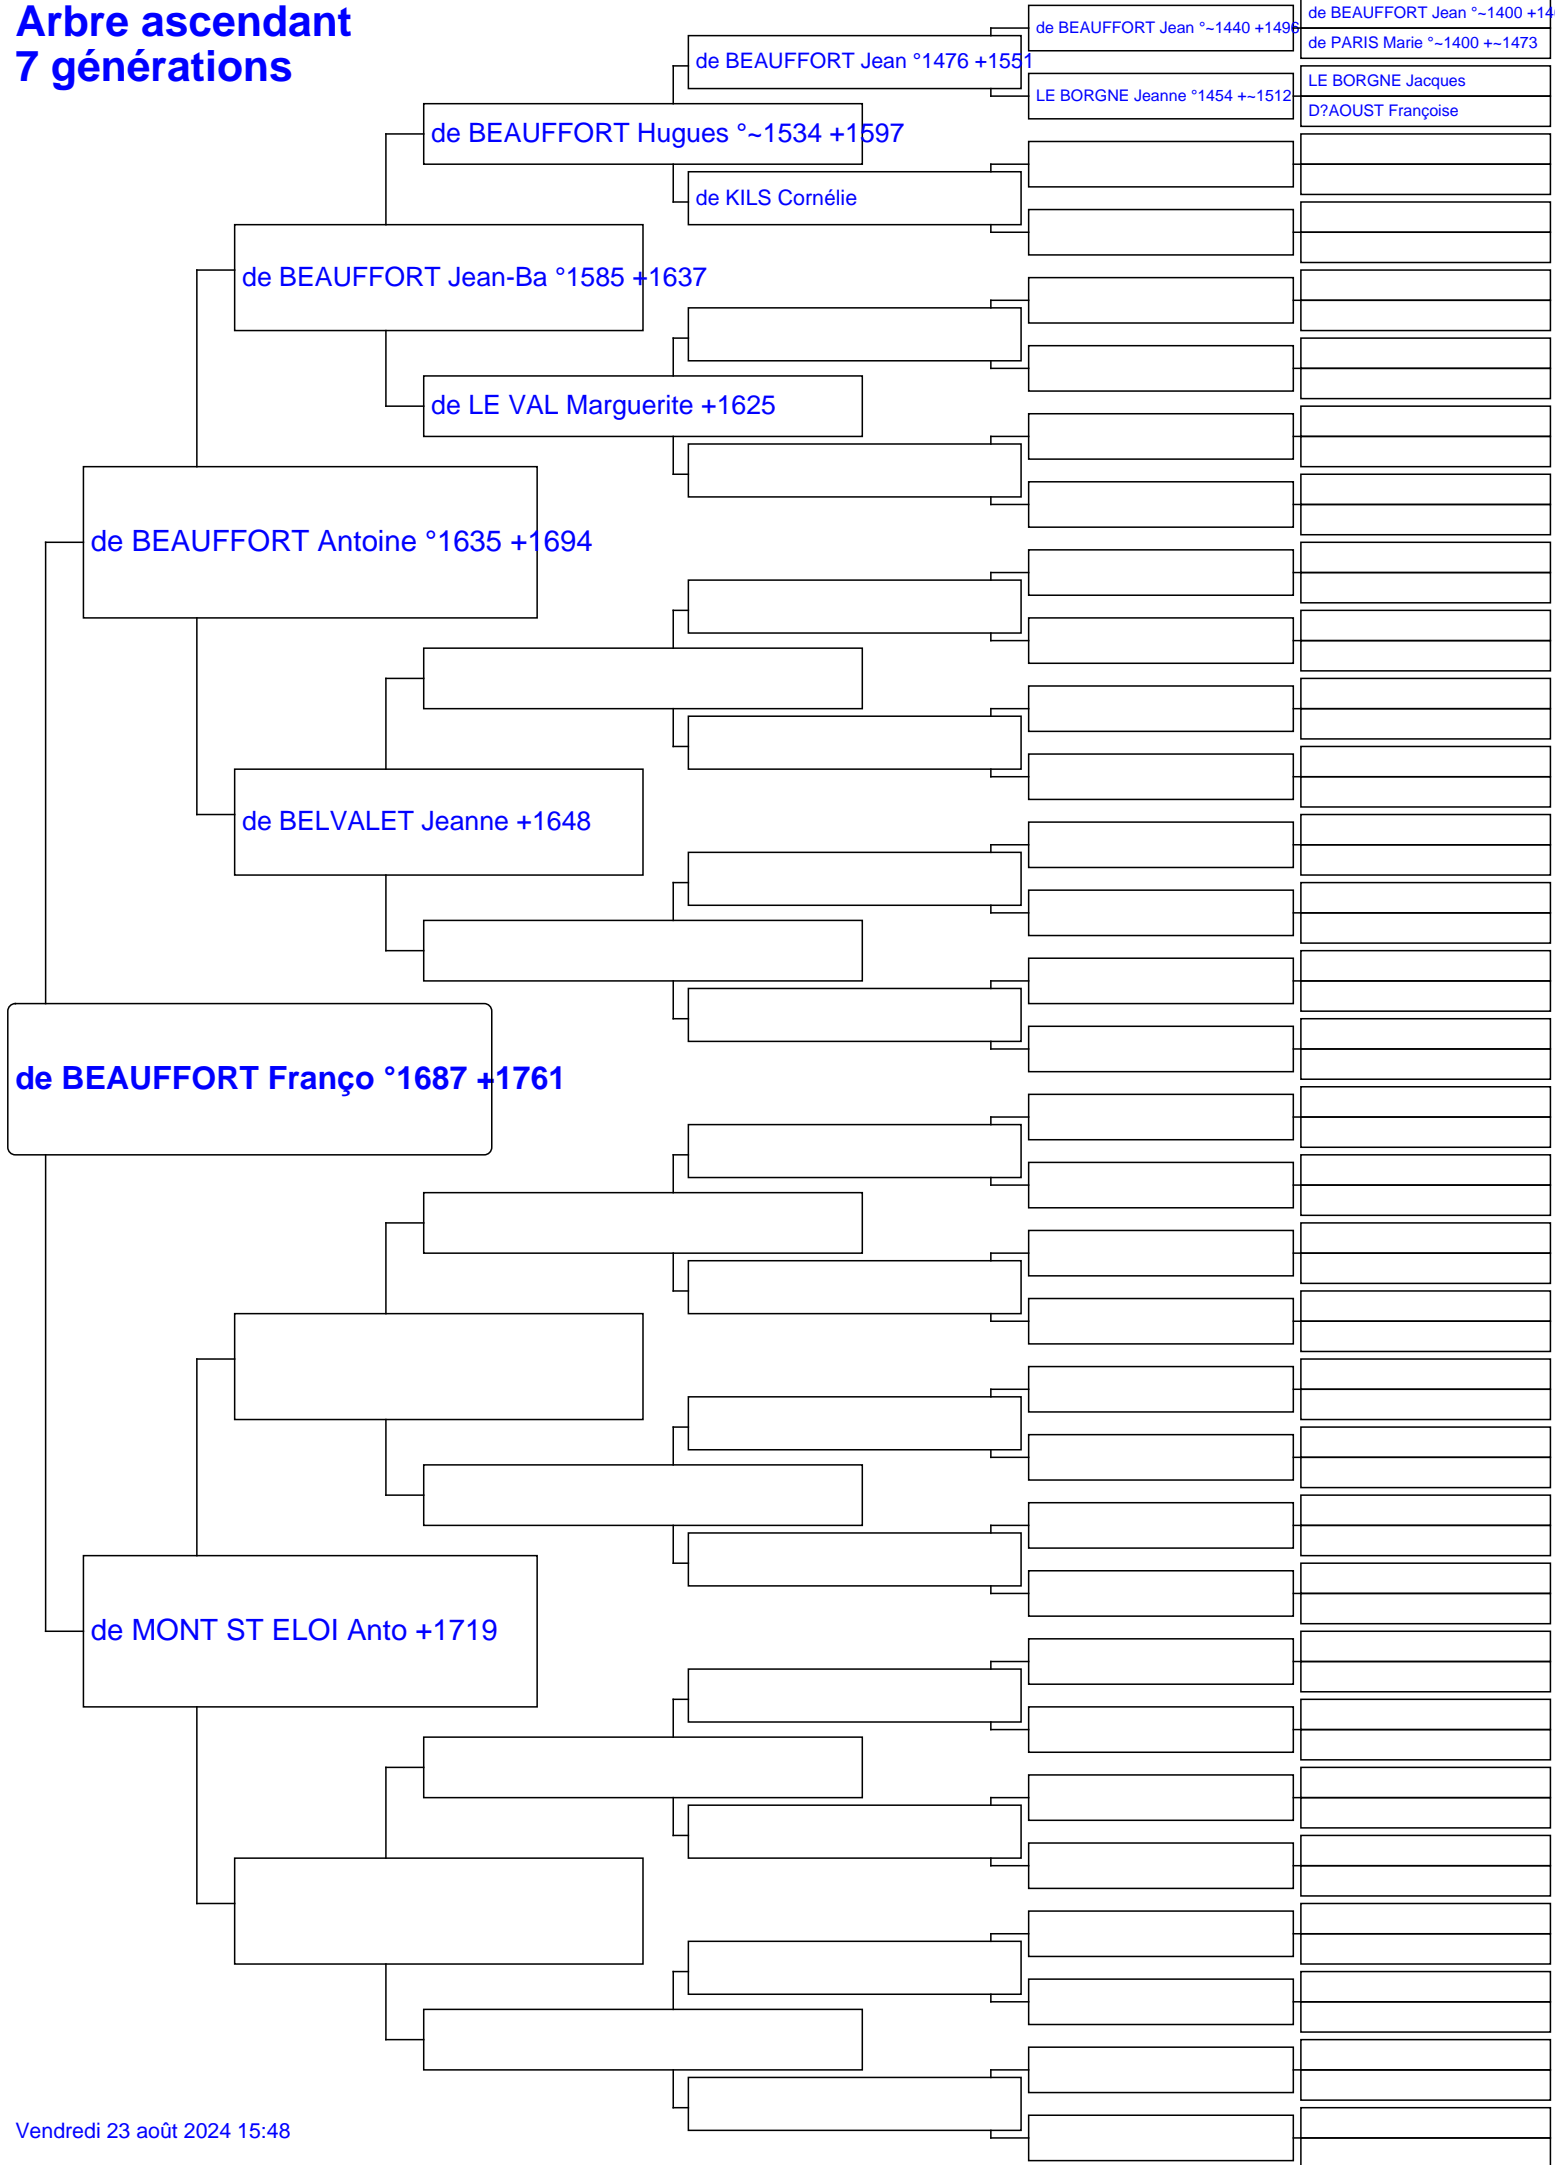 Arbre ascendant
7 générations
de BEAUFFORT Jean °~1400 +14
de BEAUFFORT Jean °~1440 +1496
de PARIS Marie °~1400 +~1473
de BEAUFFORT Jean °1476 +1551
LE BORGNE Jacques
LE BORGNE Jeanne °1454 +~1512
D?AOUST Françoise
de BEAUFFORT Hugues °~1534 +1597
de KILS Cornélie
de BEAUFFORT Jean-Ba °1585 +1637
de LE VAL Marguerite +1625
de BEAUFFORT Antoine °1635 +1694
de BELVALET Jeanne +1648
de BEAUFFORT Franço °1687 +1761
de MONT ST ELOI Anto +1719
Vendredi 23 août 2024 15:48